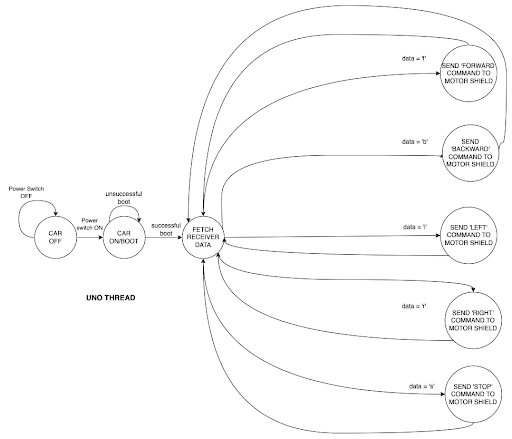 data = 'f'
SEND 'FORWARD
COMMAND TO
MOTOR SHIELD
data = 'b'
SEND
'BACKWARD'
COMMAND TO
MOTOR SHIELD
Power Switch
OFF
unsuccessful
boot
Power
switch ON
successful
boot
CAR
OFF
CAR
ON/BOOT
FETCH
RECEIVER
DATA
data = 'l'
SEND 'LEFT'
COMMAND TO
MOTOR SHIELD
UNO THREAD
data = 'r'
SEND 'RIGHT'
COMMAND TO
MOTOR SHIELD
data = 's'
SEND 'STOP'
COMMAND TO
MOTOR SHIELD